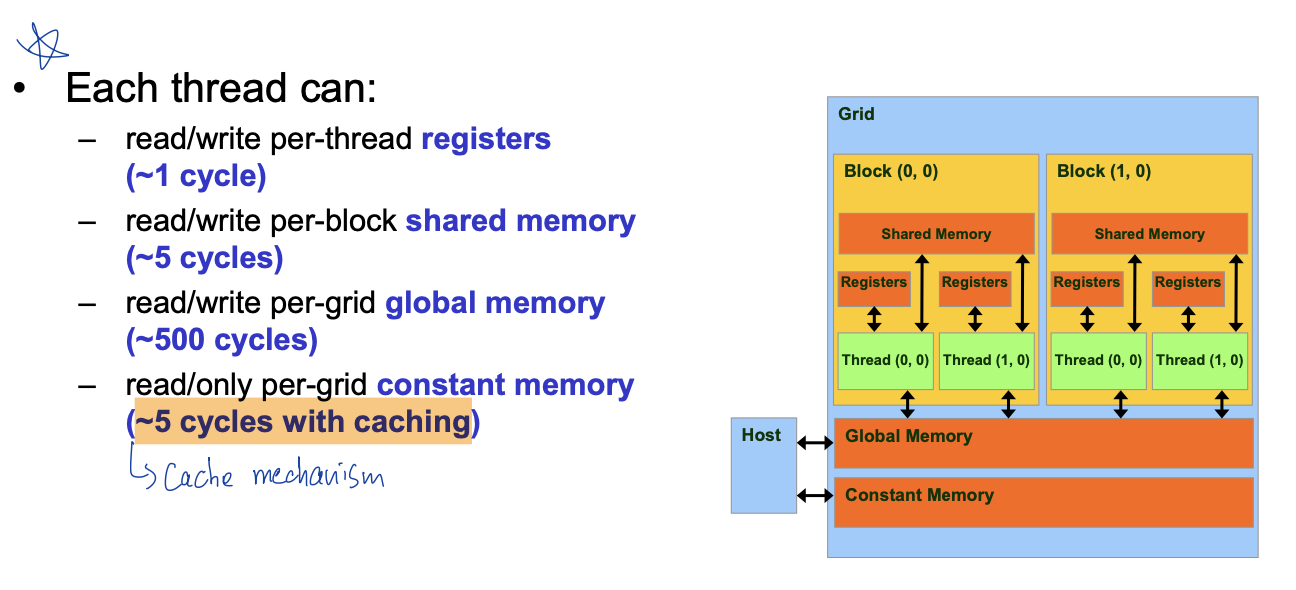 • Each thread can:
– read/write per-thread registers
(~1 cycle)
– read/write per-block shared memory
(~5 cycles)
– read/write per-grid global memory
(~500 cycles)
– read/only per-grid constant memory
(~5 cycles with caching)
Cache mechanism
Grid
Block (0, 0)
Block (1, 0)
Shared Memory
Shared Memory
Registers
Registers
Registers
Registers
Thread (0, 0)
Thread (1, 0)
Thread (0, 0)
Thread (1, 0)
Host
Global Memory
Constant Memory